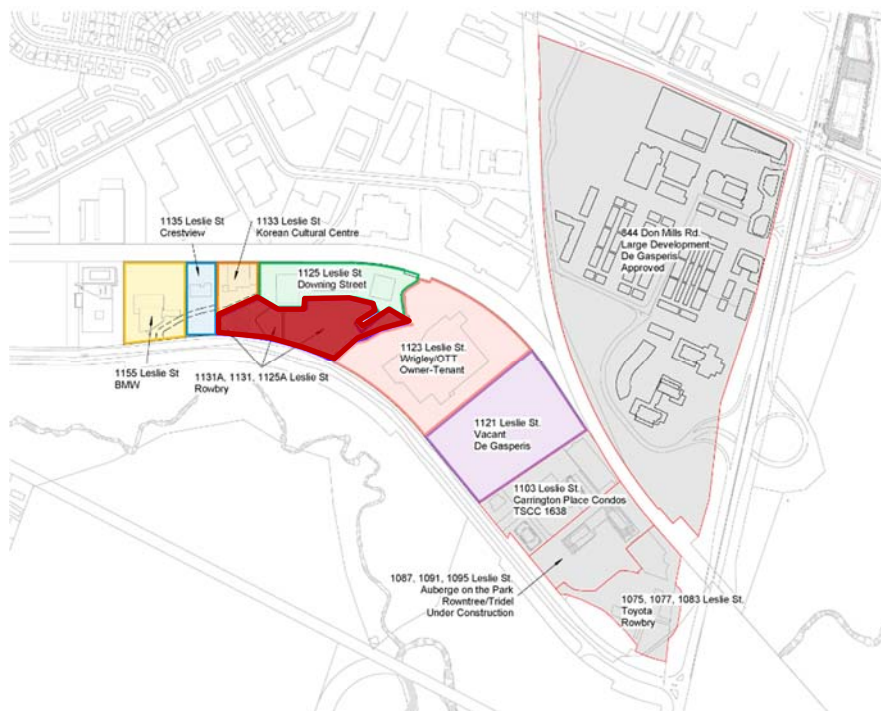 1135 Leslie St
Crestview
1133 Leslie St
Korean Cultural Centre
1125 Leslie St
Downing Street
844 Don Mills Rd.
Large Development
De Gasperis
Approved
1155 Leslie St
BMW
1131A, 1131, 1125A Leslie St
Rowbry
1123 Leslie St.
Wrigley/OTT
Owner-Tenant
1121 Leslie St.
Vacant
De Gasperis
1103 Leslie St.
Carrington Place Condos
TSCC 1638
1087, 1091, 1095 Leslie St.
Auberge on the Park
Rowntree/Tridel
Under Construction
1075, 1077, 1083 Leslie St.
Toyota
Rowbry